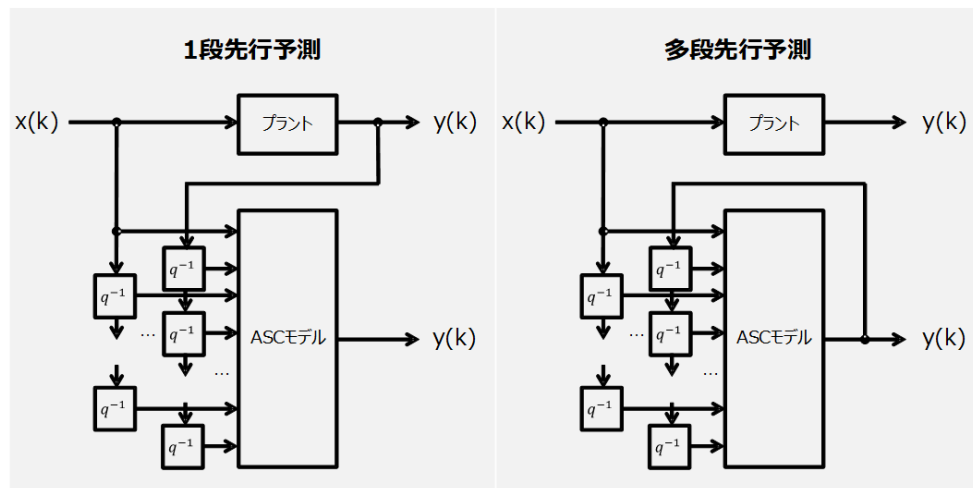 1段先行予測
x(k)
プラント
y(k)
q⁻¹
q⁻¹
…
q⁻¹
ASCモデル
y(k)
…
q⁻¹
q⁻¹
多段先行予測
x(k)
プラント
y(k)
q⁻¹
q⁻¹
…
q⁻¹
ASCモデル
y(k)
…
q⁻¹
q⁻¹